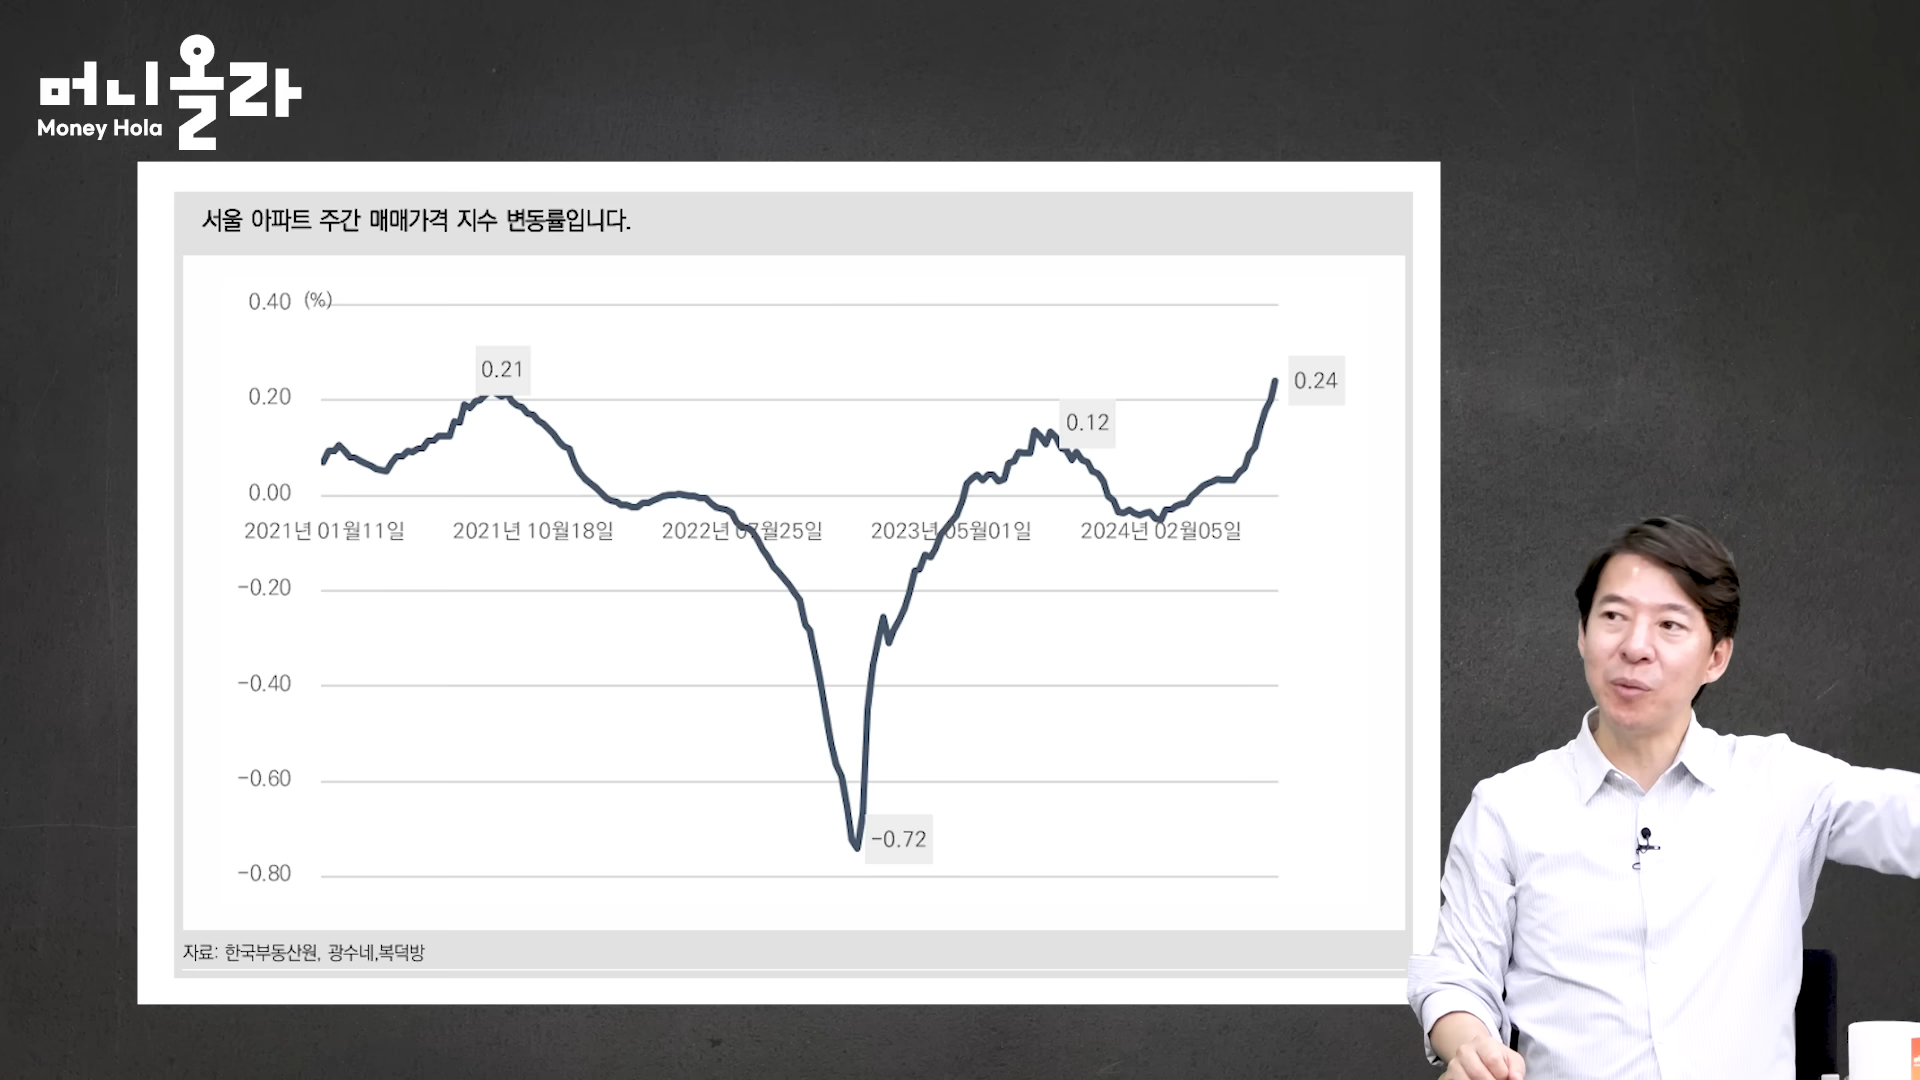 머니올라
Money Hola
서울 아파트 주간 매매가격 지수 변동률입니다.
0.40 (%)
0.21
0.24
0.20
0.12
0.00
2021년 01월11일 2021년 10월18일 2022년 07월25일 2023년 05월01일 2024년 02월05일
-0.20
-0.40
-0.60
-0.72
-0.80
자료: 한국부동산원, 광수네,복덕방